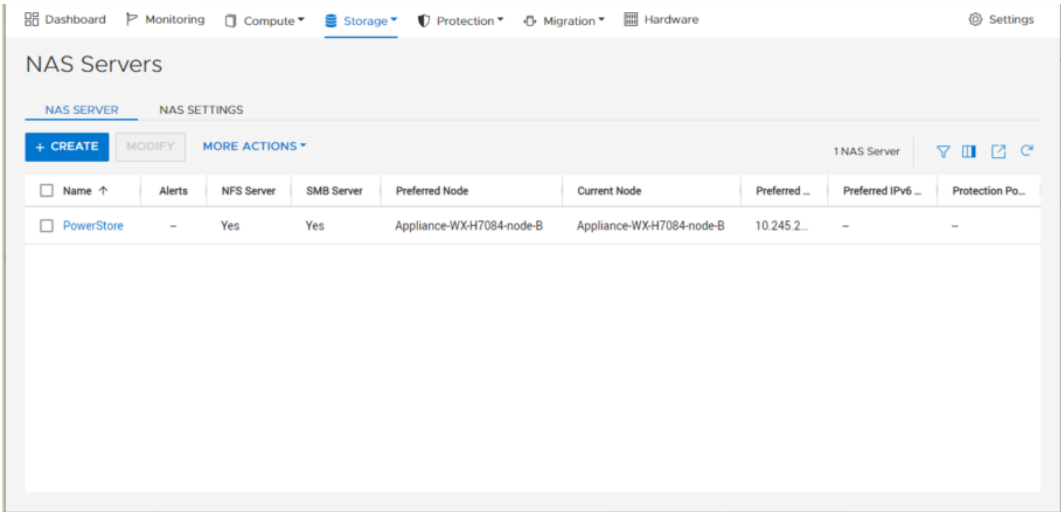 Dashboard Monitoring Compute Storage Protection Migration Hardware Settings
NAS Servers
NAS SERVER NAS SETTINGS
+ CREATE MODIFY MORE ACTIONS 1 NAS Server
Name ↑ Alerts NFS Server SMB Server Preferred Node Current Node Preferred ... Preferred IPv6 ... Protection Po...
PowerStore – Yes Yes Appliance-WX-H7084-node-B Appliance-WX-H7084-node-B 10.245.2... – –